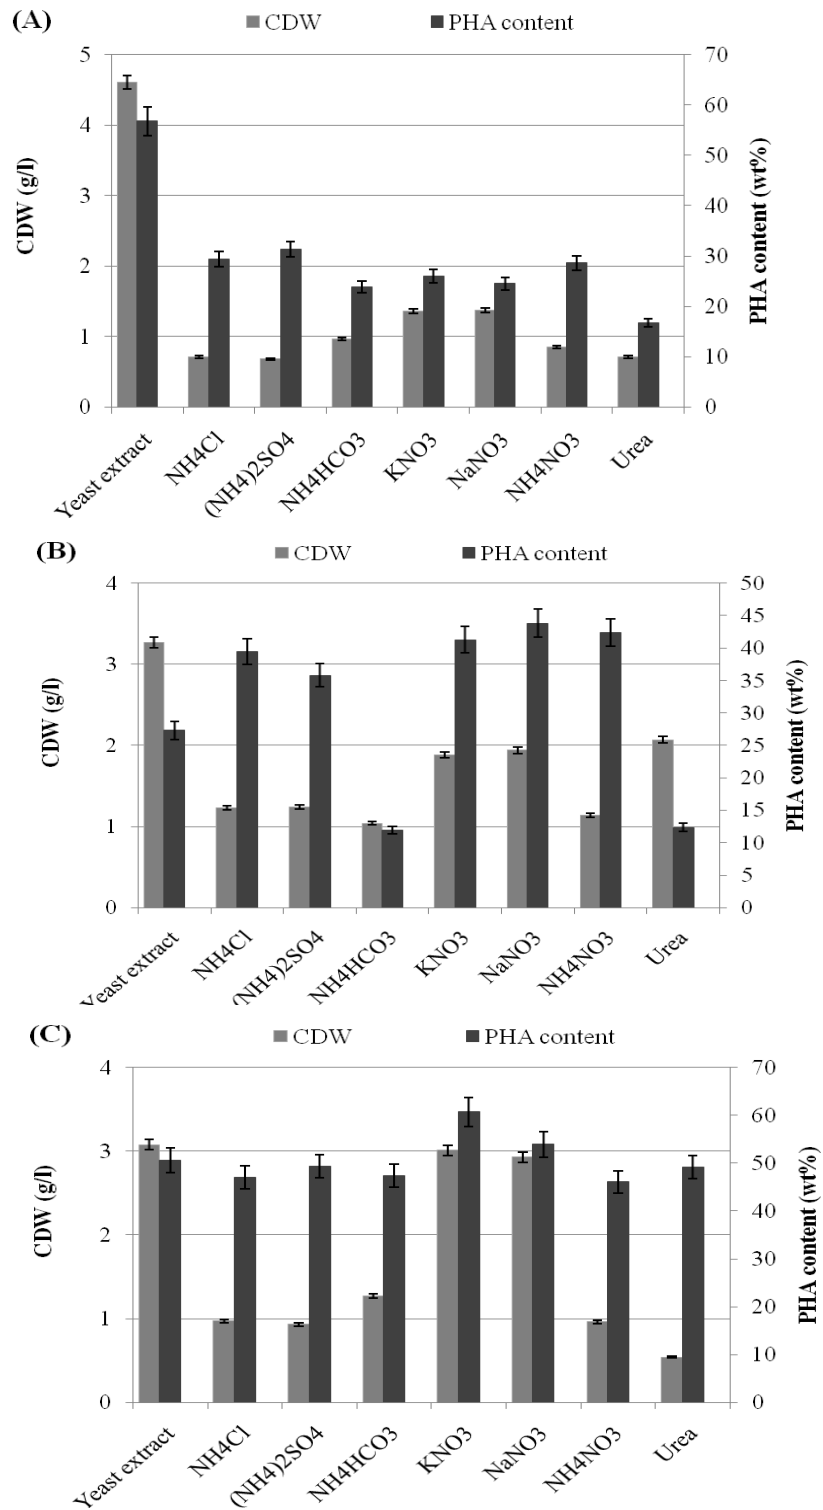 (A)
CDW PHA content
5 70
4 60
3 50
2 40
1 30
0 20
10
0
CDW (g/l)
PHA content (wt%)
Yeast extract NH4Cl (NH4)2SO4 NH4HCO3 KNO3 NaNO3 NH4NO3 Urea
(B)
CDW PHA content
4 50
3 45
2 40
1 35
0 30
25
20
15
10
5
0
CDW (g/l)
PHA content (wt%)
Yeast extract NH4Cl (NH4)2SO4 NH4HCO3 KNO3 NaNO3 NH4NO3 Urea
(C)
CDW PHA content
4 70
3 60
2 50
1 40
0 30
20
10
0
CDW (g/l)
PHA content (wt%)
Yeast extract NH4Cl (NH4)2SO4 NH4HCO3 KNO3 NaNO3 NH4NO3 Urea